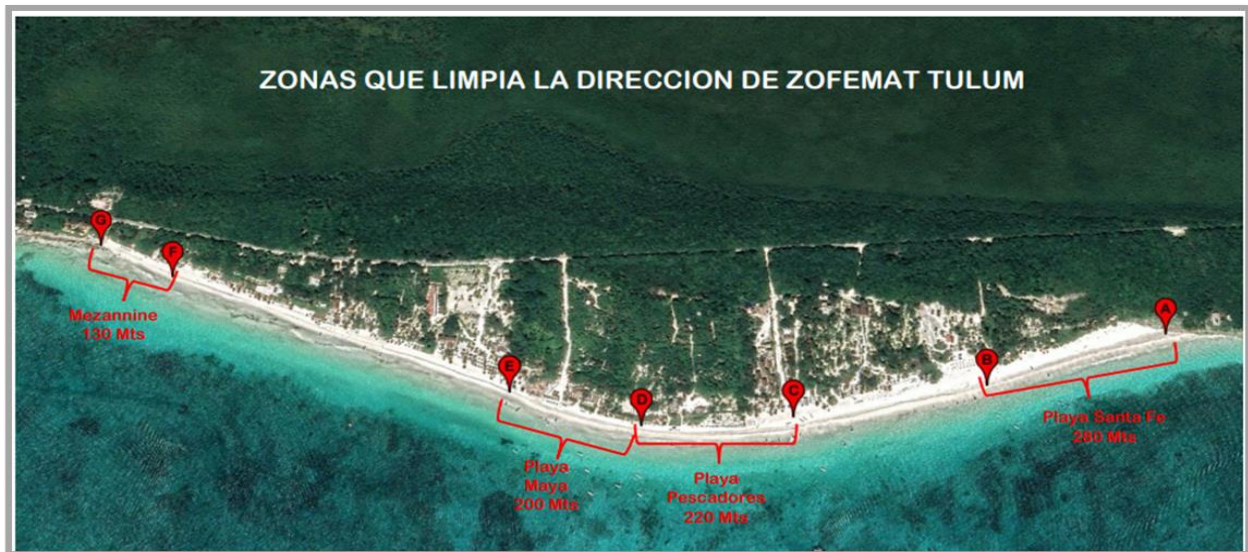 ZONAS QUE LIMPIA LA DIRECCION DE ZOFEMAT TULUM
G
F
Mezannine
130 Mts
A
B
E
D
C
Playa Santa Fe
280 Mts
Playa
Maya
200 Mts
Playa
Pescadores
220 Mts